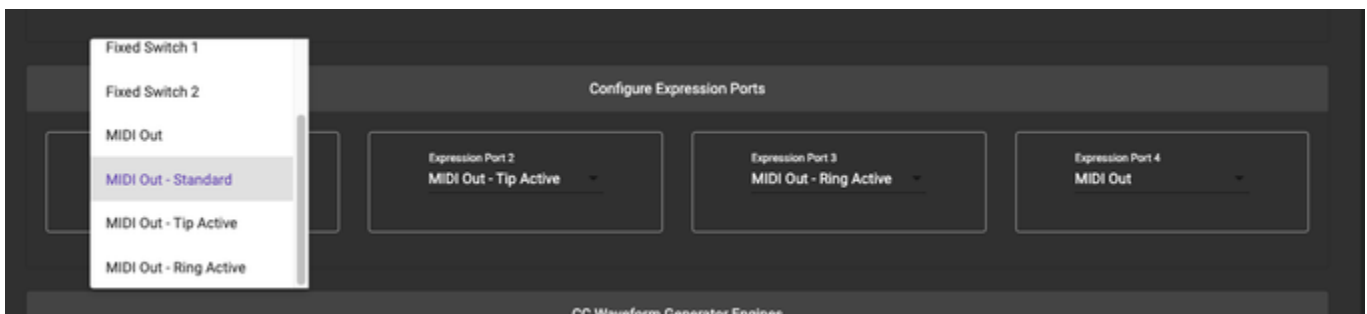 Fixed Switch 1
Fixed Switch 2
MIDI Out
MIDI Out - Standard
MIDI Out - Tip Active
MIDI Out - Ring Active
Configure Expression Ports
Expression Port 2
MIDI Out - Tip Active
Expression Port 3
MIDI Out - Ring Active
Expression Port 4
MIDI Out
CC Waveform Generator Engines